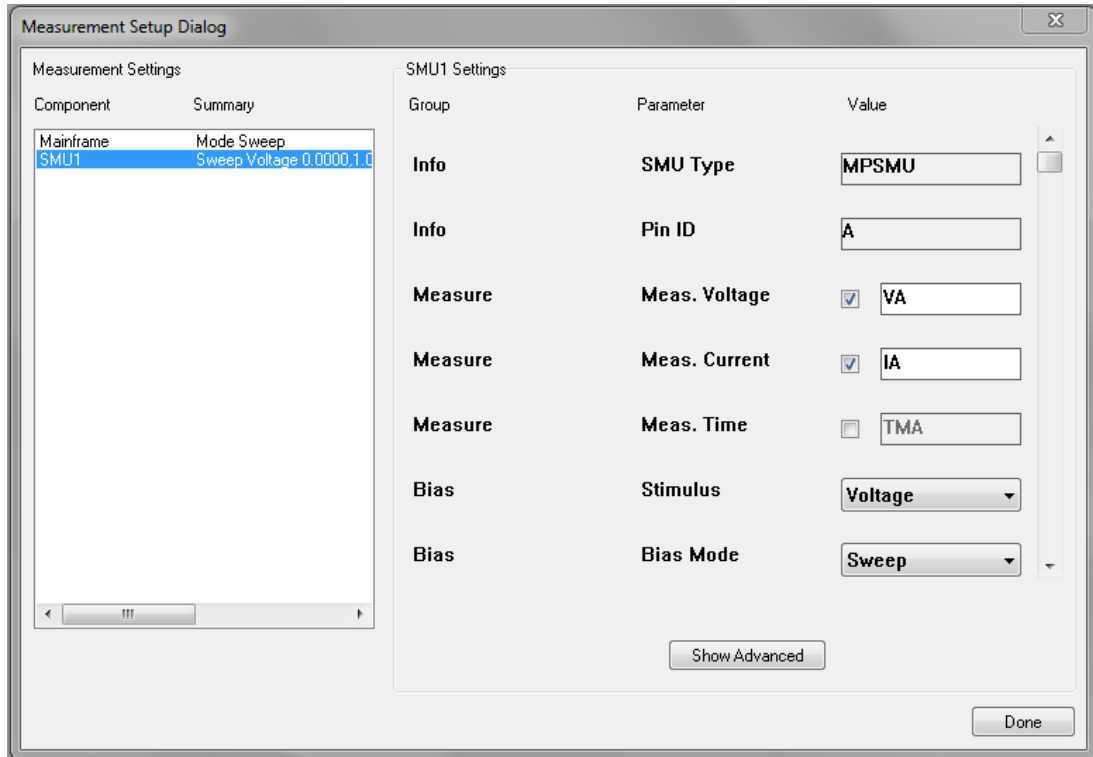 Measurement Setup Dialog
Measurement Settings
Component Summary
Mainframe Mode Sweep
SMU1 Sweep Voltage 0.0000,1.0
SMU1 Settings
Group Parameter Value
Info SMU Type MPSMU
Info Pin ID A
Measure Meas. Voltage VA
Measure Meas. Current IA
Measure Meas. Time TMA
Bias Stimulus Voltage
Bias Bias Mode Sweep
Show Advanced
Done